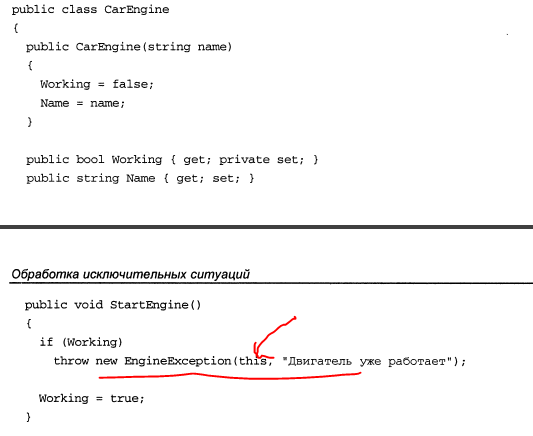 public class CarEngine
{
public CarEngine(string name)
{
Working = false;
Name = name;
}
public bool Working { get; private set; }
public string Name { get; set; }
Обработка исключительных ситуаций
public void StartEngine()
{
if (Working)
throw new EngineException(this, "Двигатель уже работает");
Working = true;
}